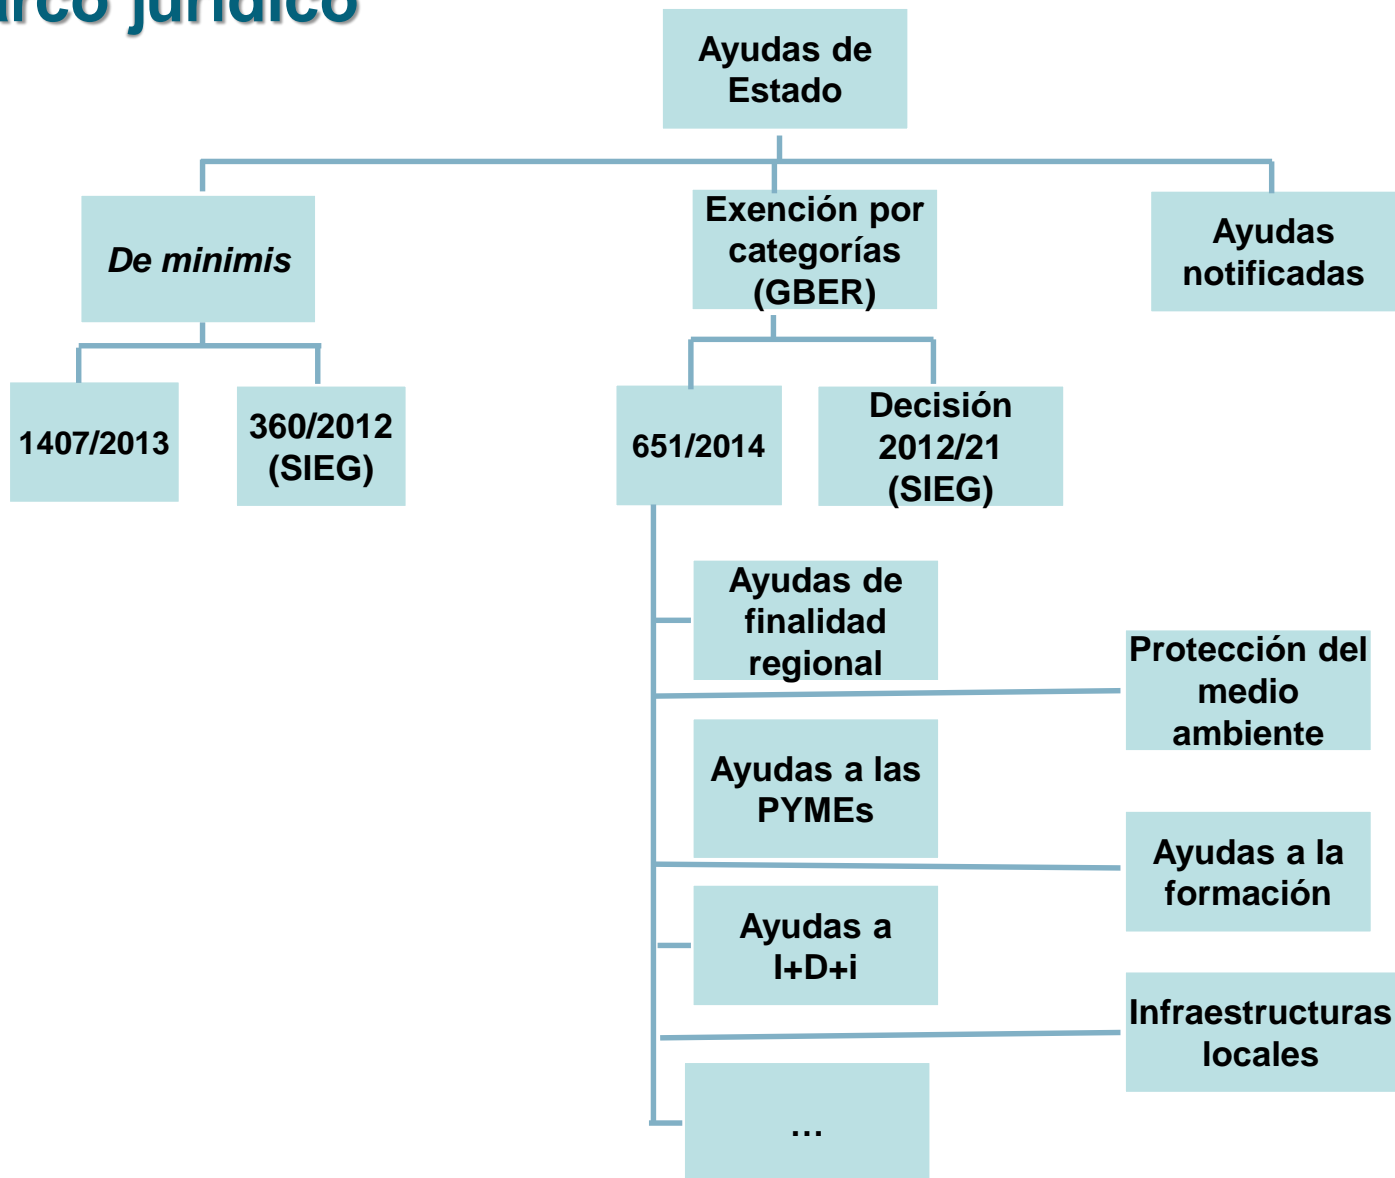 arco jurídico
Ayudas de
Estado
De minimis
Exención por
categorías
(GBER)
Ayudas
notificadas
1407/2013
360/2012
(SIEG)
651/2014
Decisión
2012/21
(SIEG)
Ayudas de
finalidad
regional
Protección del
medio
ambiente
Ayudas a las
PYMEs
Ayudas a la
formación
Ayudas a
I+D+i
Infraestructuras
locales
…